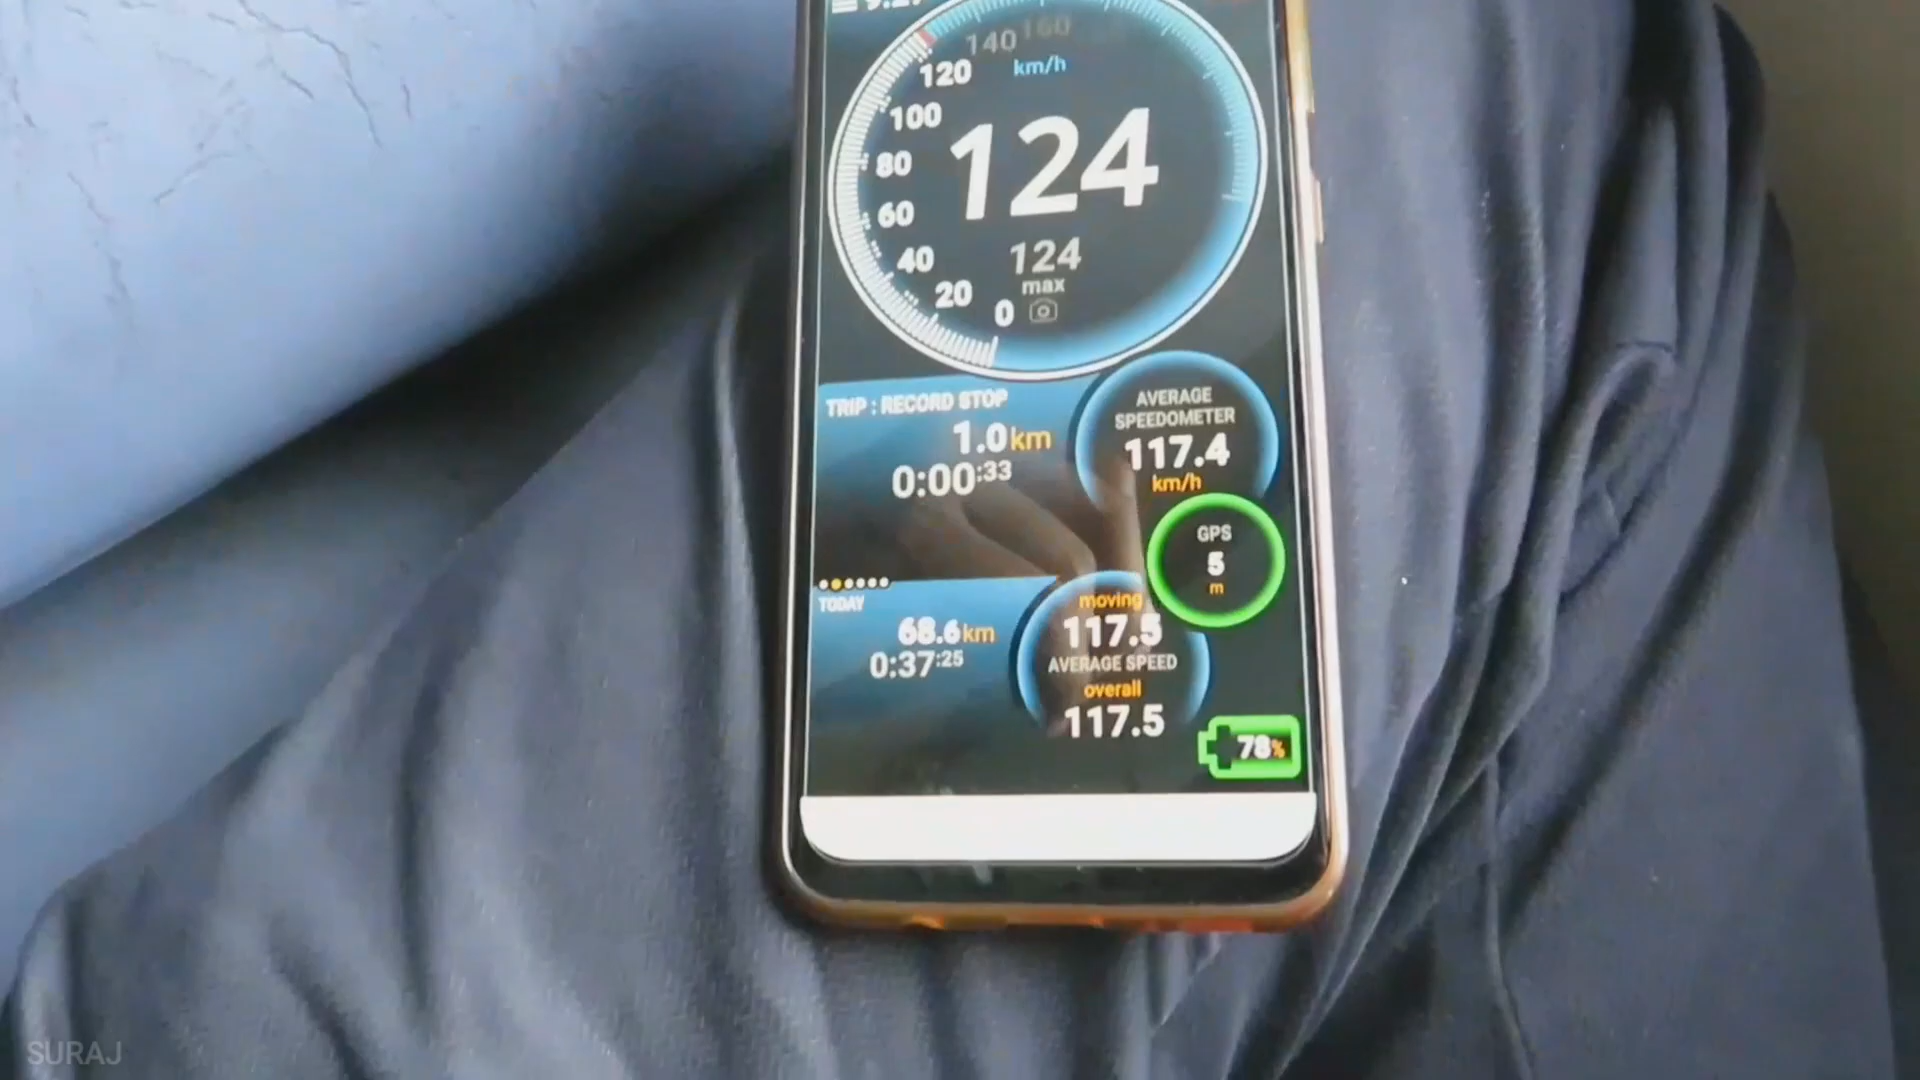 140 160
120
km/h
100
124
80
60
40
124
max
20
0
TRIP : RECORD STOP
1.0km
0:00:33
AVERAGE
SPEEDOMETER
117.4
km/h
GPS
5
m
TODAY
68.6km
0:37:25
moving
117.5
AVERAGE SPEED
overall
117.5
78%
SURAJ